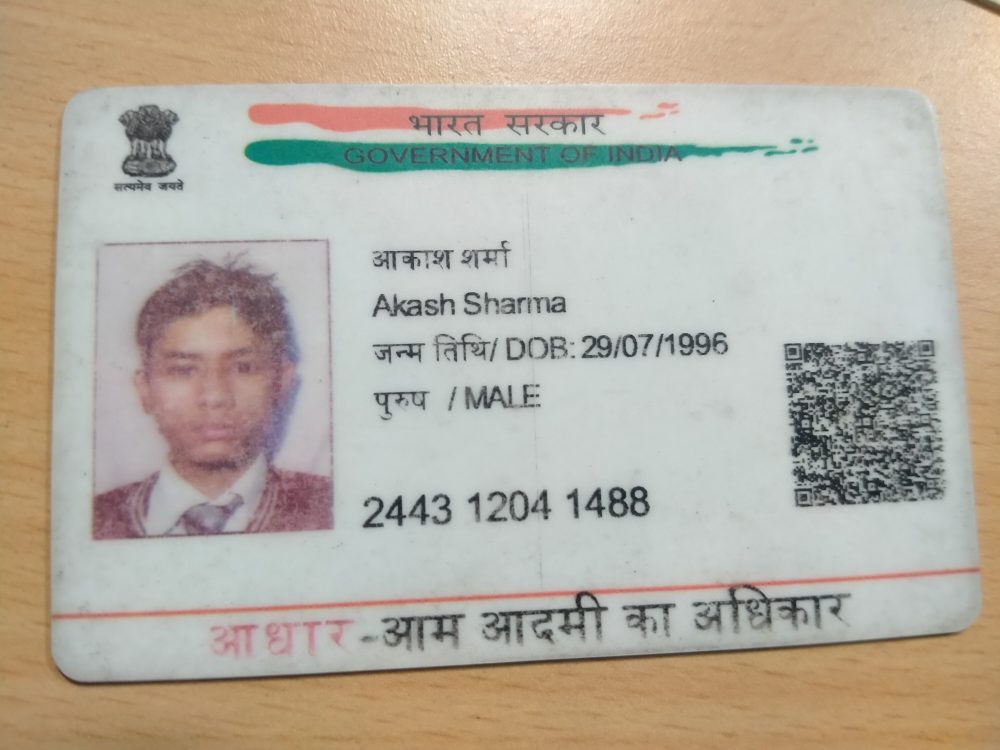 भारत सरकार
GOVERNMENT OF INDIA
सत्यमेव जयते
आकाश शर्मा
Akash Sharma
जन्म तिथि/ DOB: 29/07/1996
पुरुष / MALE
2443 1204 1488
आधार-आम आदमी का अधिकार